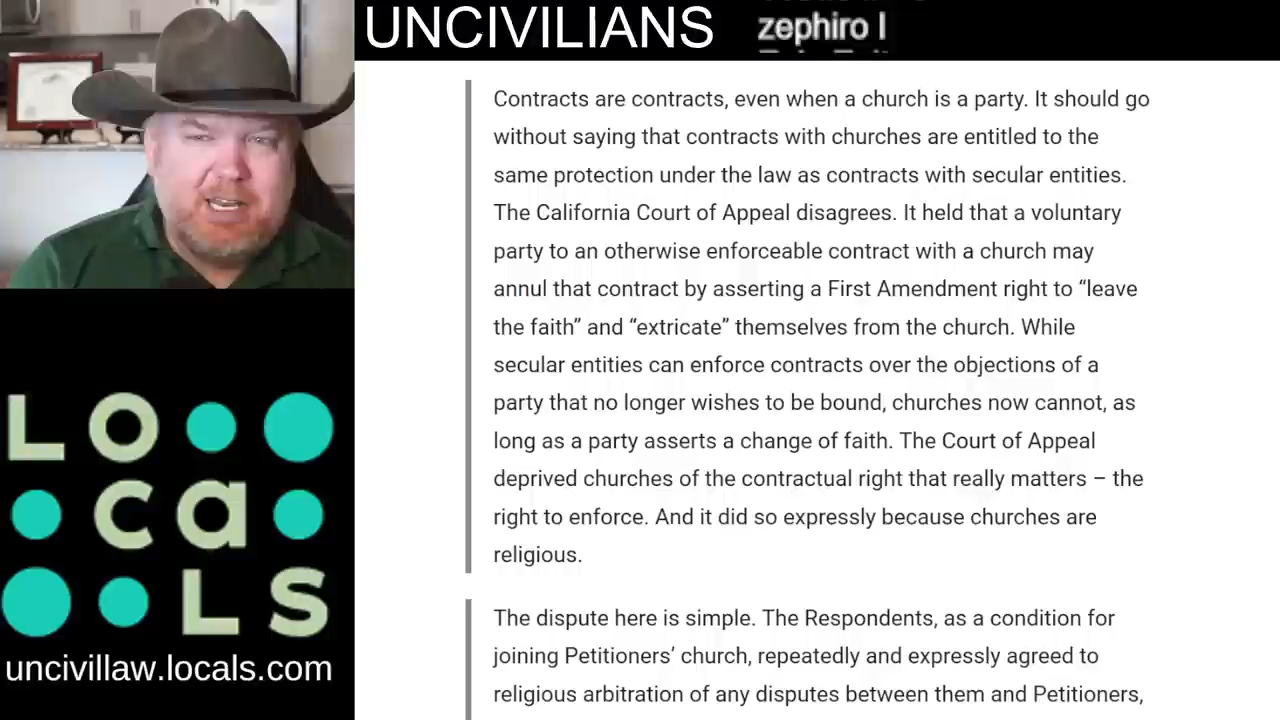 UNCIVILIANS
zephiro I
Contracts are contracts, even when a church is a party. It should go
without saying that contracts with churches are entitled to the
same protection under the law as contracts with secular entities.
The California Court of Appeal disagrees. It held that a voluntary
party to an otherwise enforceable contract with a church may
annul that contract by asserting a First Amendment right to “leave
the faith” and “extricate” themselves from the church. While
secular entities can enforce contracts over the objections of a
party that no longer wishes to be bound, churches now cannot, as
long as a party asserts a change of faith. The Court of Appeal
deprived churches of the contractual right that really matters – the
right to enforce. And it did so expressly because churches are
religious.
The dispute here is simple. The Respondents, as a condition for
joining Petitioners’ church, repeatedly and expressly agreed to
religious arbitration of any disputes between them and Petitioners,
LOcaLS
uncivillaw.locals.com